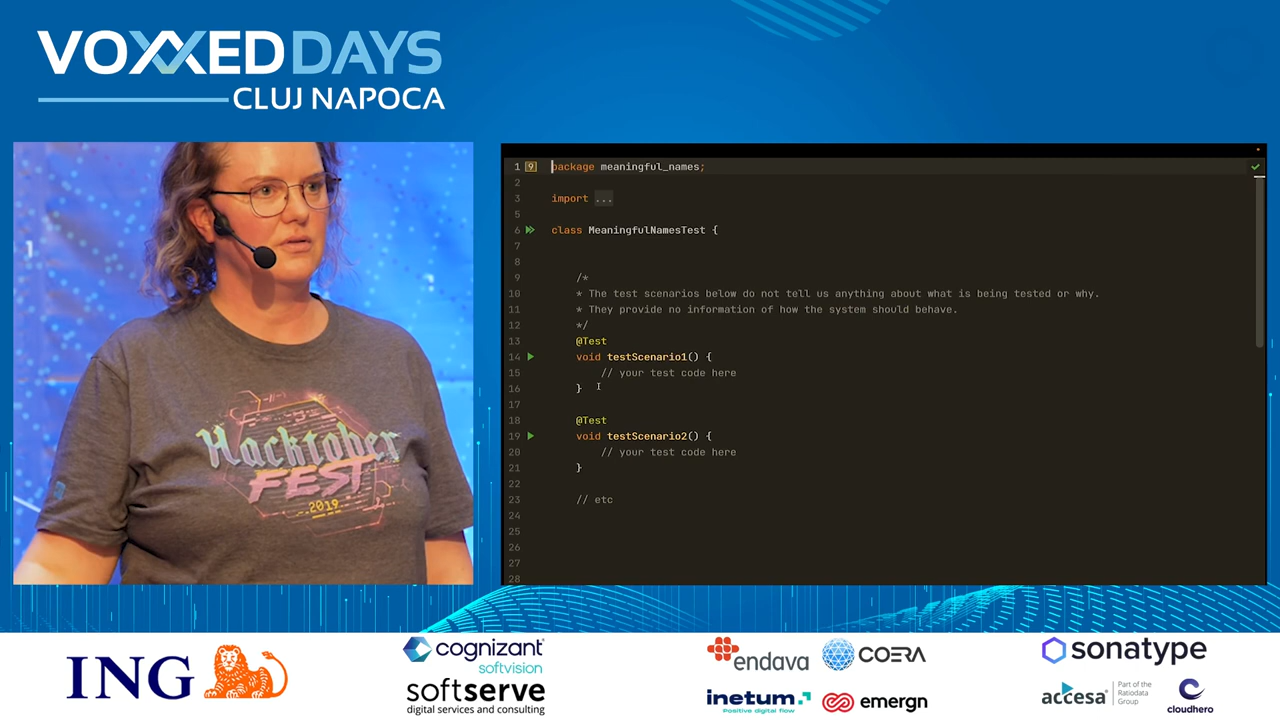 VOXXEDDAYS
CLUJ NAPOCA
Hacktober
FEST
2019
1 package meaningful_names;
2
3 import ...
5
6 class MeaningfulNamesTest {
7
8
9 /*
10 * The test scenarios below do not tell us anything about what is being tested or why.
11 * They provide no information of how the system should behave.
12 */
13 @Test
14 void testScenario1() {
15 // your test code here
16 }
17
18 @Test
19 void testScenario2() {
20 // your test code here
21 }
22
23 // etc
24
25
26
27
28
ING
cognizant
softvision
softserve
digital services and consulting
endava
COERA
inetum.
Positive digital flow
emergn
sonatype
accesa
Part of the
Ratiodata
Group
cloudhero